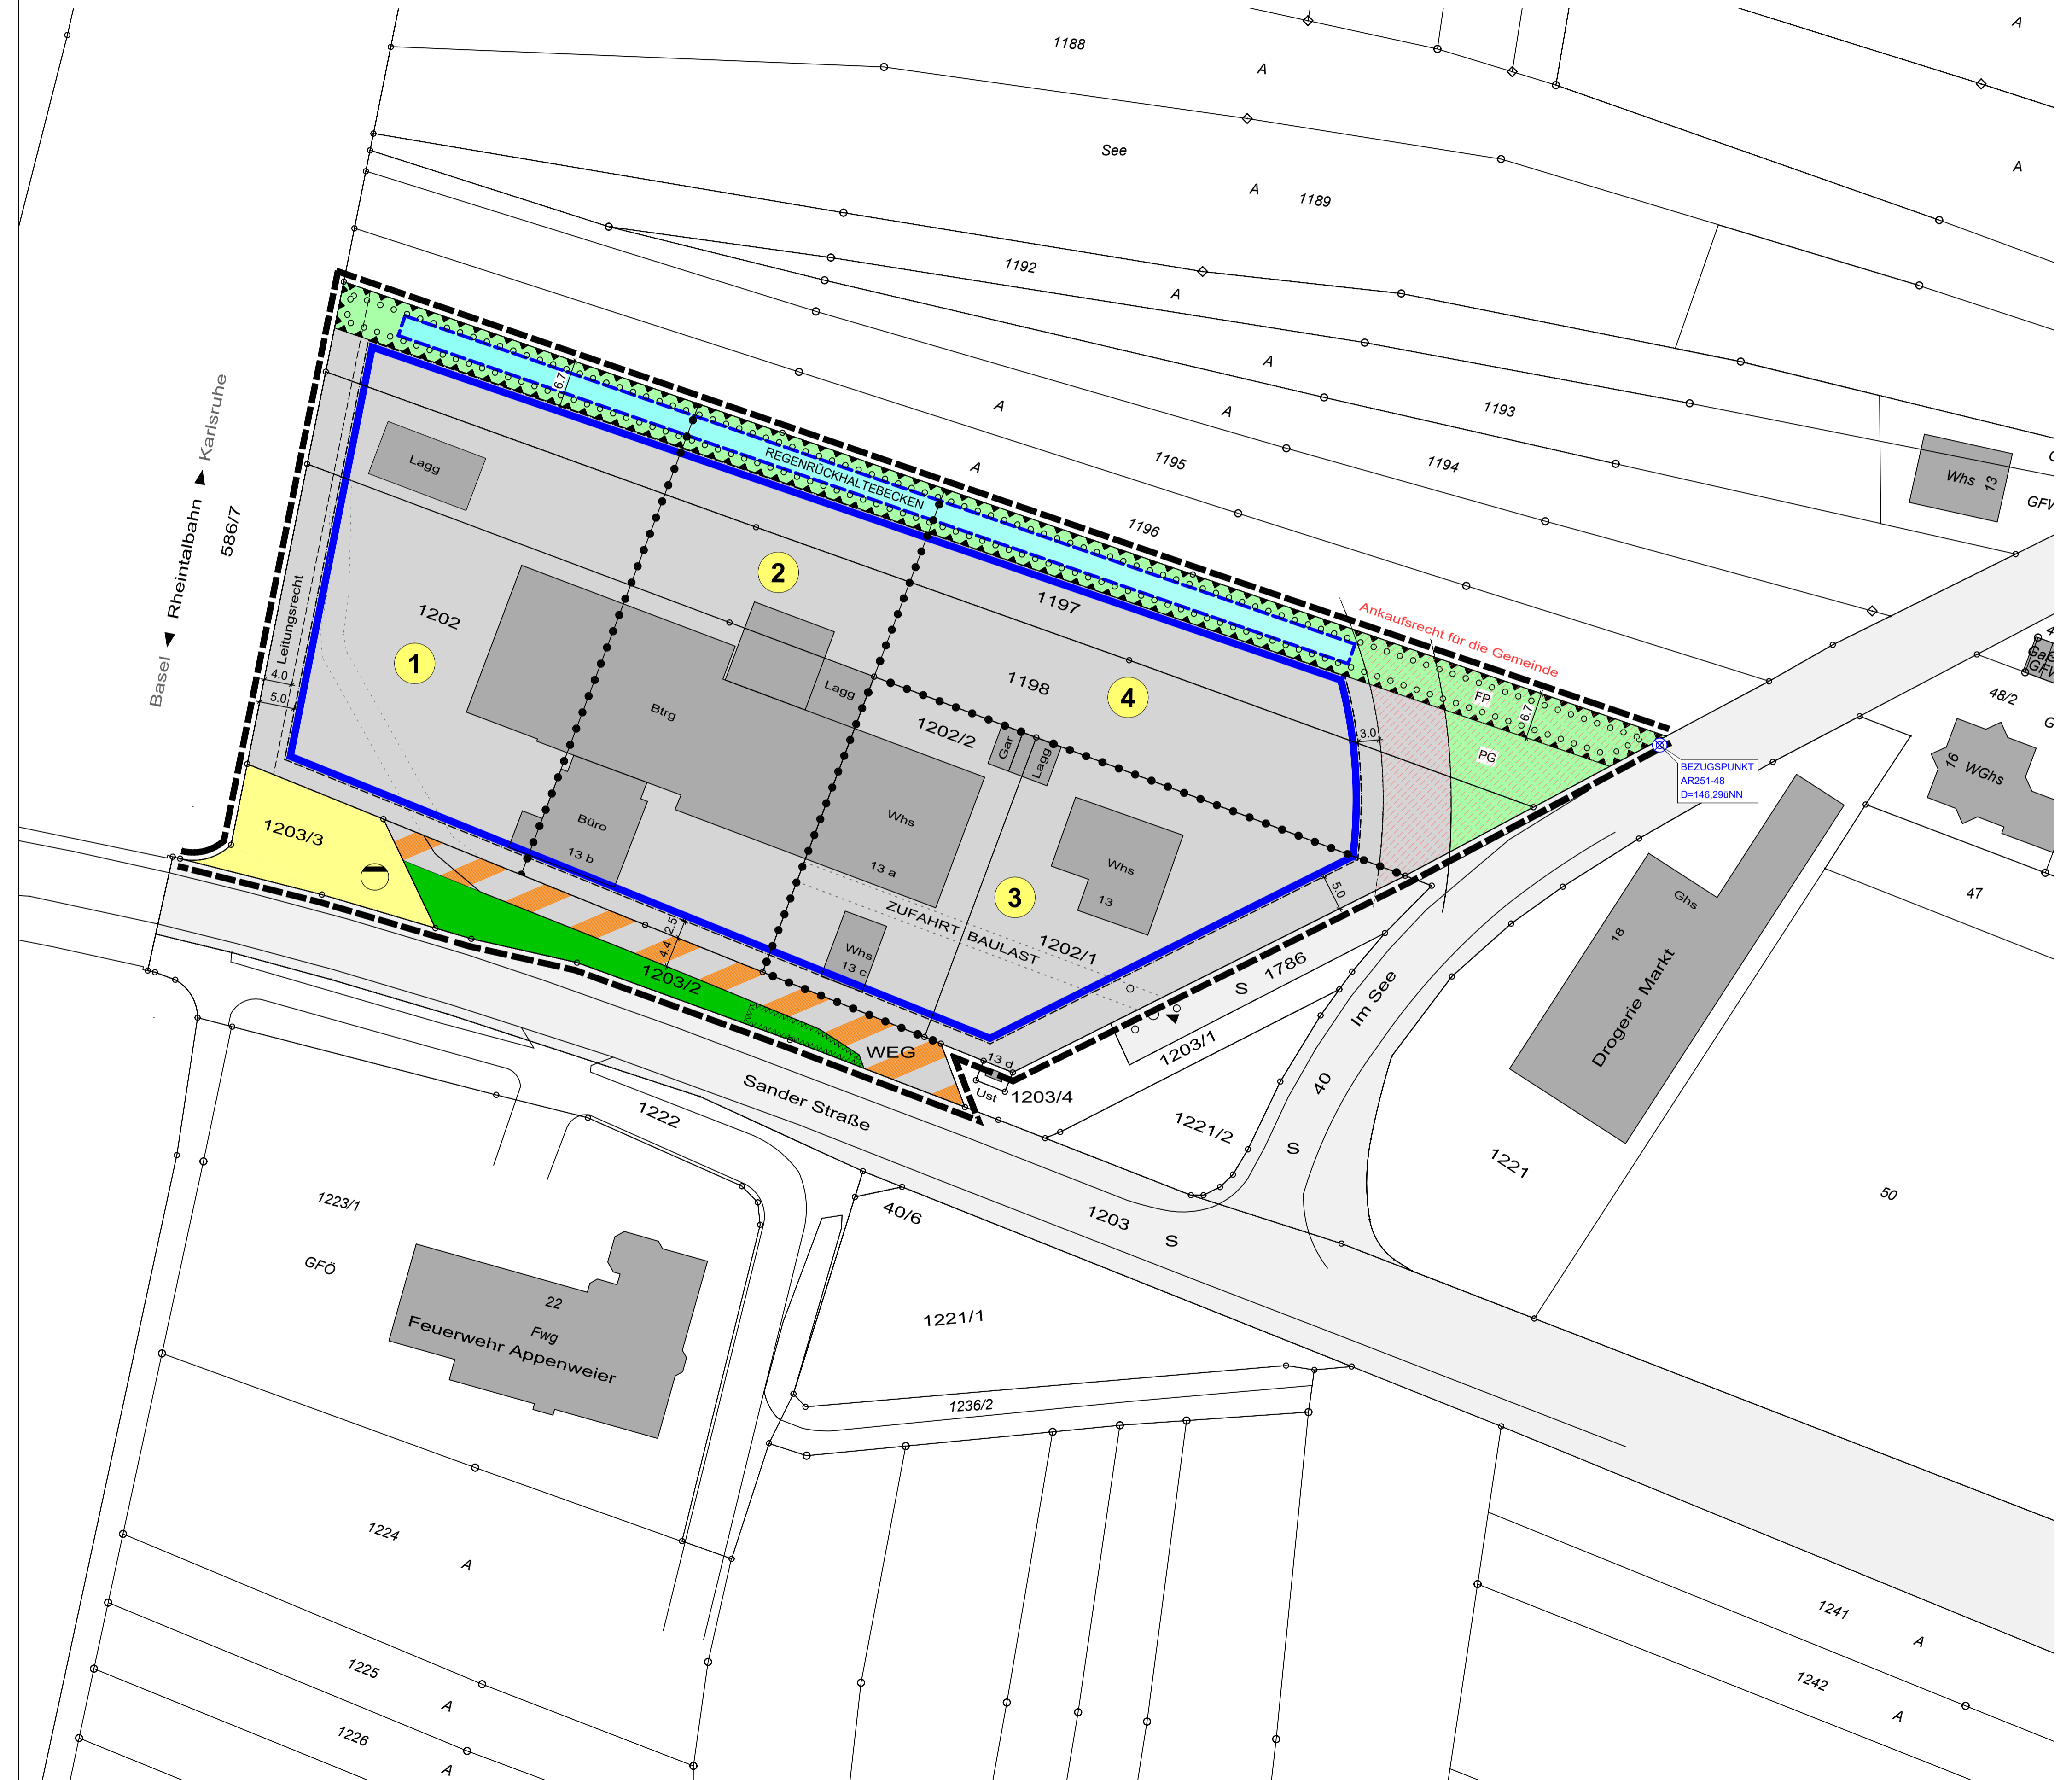 1188
A
A
See
A
1189
A
1192
A
A
1193
A
A
1194
1195
A
1196
Whs
13
GFW
Karlsruhe
Rheintalbahn
Basel
586/7
Leitungsrecht
4.0
5.0
6.7
REGENRÜCKHALTEBECKEN
Lagg
1202
1
2
1197
1198
4
Lagg
Btrg
1202/2
Gar
Lagg
Whs
13 a
Büro
13 b
Whs
13
3
ZUFAHRT BAULAST
1202/1
Whs
13 c
Ankaufsrecht für die Gemeinde
FP
6.7
PG
3.0
5.0
BEZUGSPUNKT
AR251-48
D=146,29üNN
48/2
16
WGhs
47
Ghs
18
Drogerie Markt
1203/3
2.5
4.4
1203/2
WEG
13 d
Ust
1203/4
S
1786
1203/1
Im See
40
S
1221/2
1221
50
Sander Straße
1222
1203
S
40/6
1223/1
GFÖ
22
Fwg
Feuerwehr Appenweier
1221/1
1236/2
1224
A
1225
A
1226
A
1241
A
1242
A